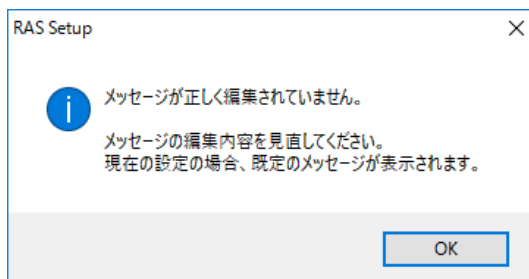 RAS Setup
メッセージが正しく編集されていません。
メッセージの編集内容を見直してください。
現在の設定の場合、既定のメッセージが表示されます。
OK